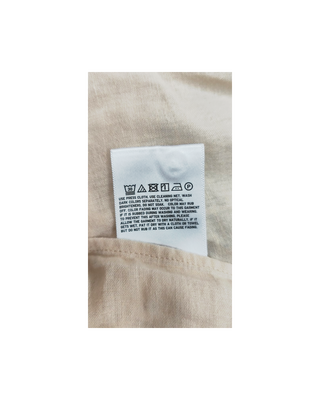 USE PRESS CLOTH, USE CLEANING NET. WASH
DARK COLORS SEPARATELY. NO OPTICAL
BRIGHTENERS. DO NOT SOAK. COLOR MAY RUB
OFF. COLOR FADING MAY OCCUR TO THIS GARMENT
IF IT IS RUBBED DURING WASHING AND WEARING.
TO PREVENT THIS AFTER WASHING, PLEASE
ALLOW THE GARMENT TO DRY NATURALLY. IF IT
GETS WET, PAT IT DRY WITH A CLOTH OR TOWEL
BUT DO NOT RUB IT AS THIS CAN CAUSE FADING.